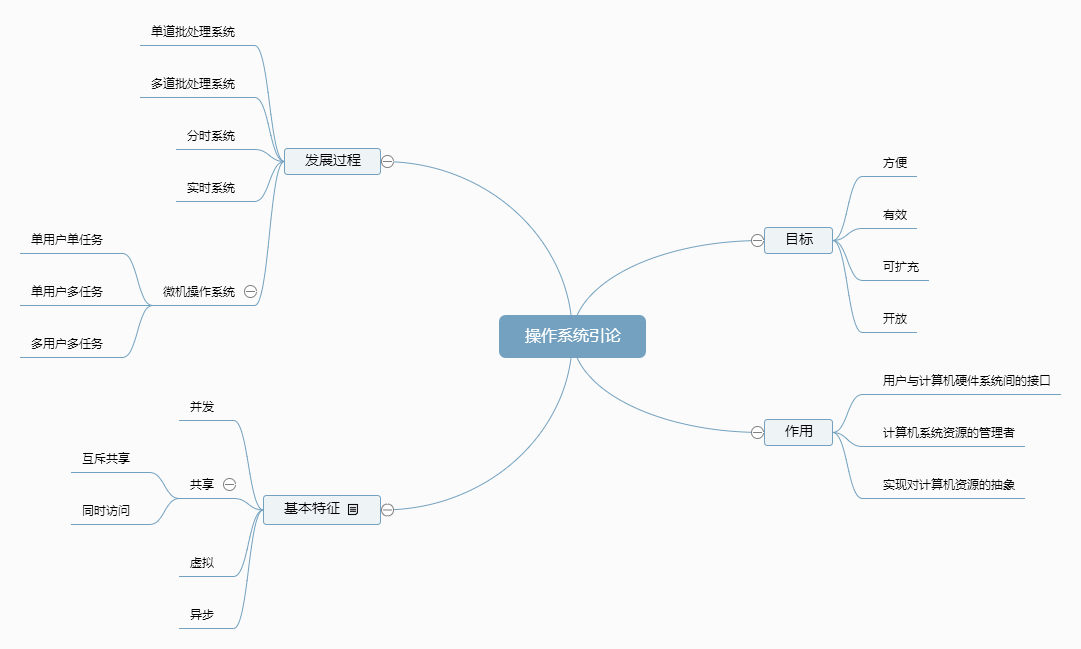 操作系统引论
目标
方便
有效
可扩充
开放
作用
用户与计算机硬件系统间的接口
计算机系统资源的管理者
实现对计算机资源的抽象
发展过程
单道批处理系统
多道批处理系统
分时系统
实时系统
微机操作系统
单用户单任务
单用户多任务
多用户多任务
基本特征
并发
共享
互斥共享
同时访问
虚拟
异步